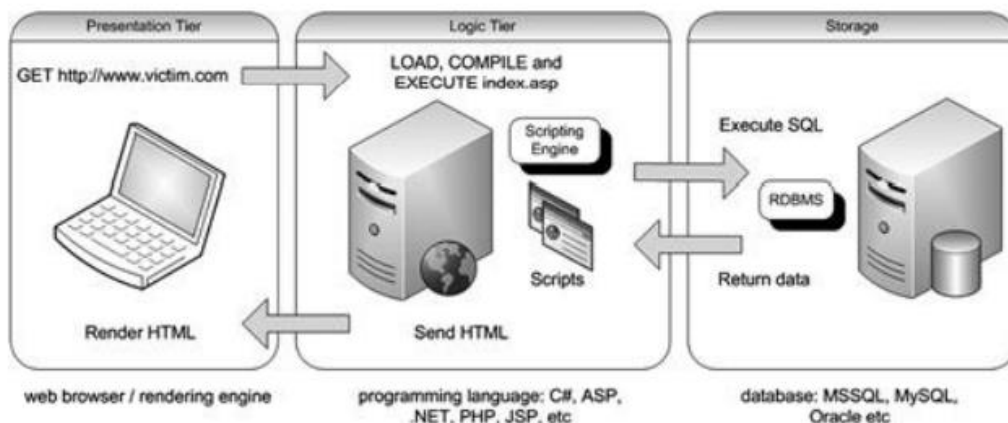 Presentation Tier
GET http://www.victim.com
Render HTML
web browser / rendering engine
Logic Tier
LOAD, COMPILE and
EXECUTE index.asp
Scripting
Engine
Scripts
Send HTML
programming language: C#, ASP,
.NET, PHP, JSP, etc
Storage
Execute SQL
RDBMS
Return data
database: MSSQL, MySQL,
Oracle etc